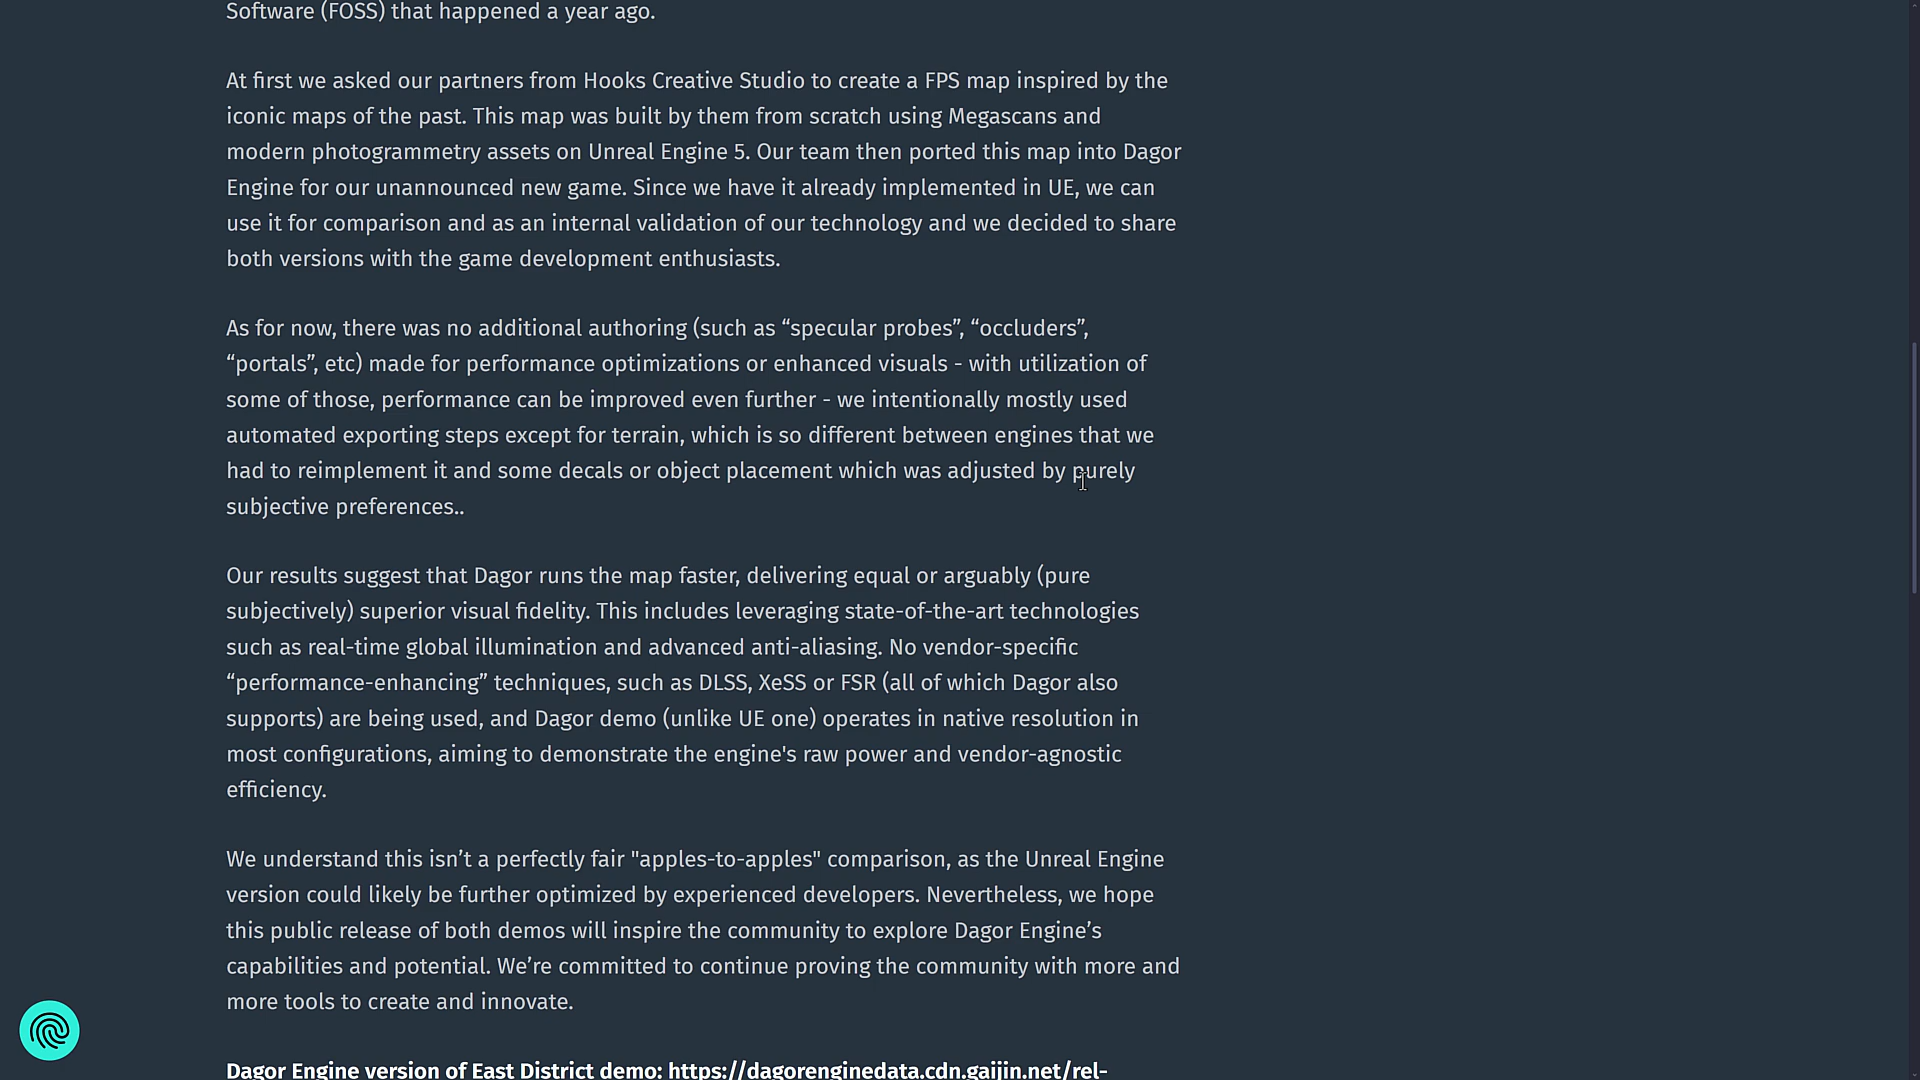 Software (FOSS) that happened a year ago.
At first we asked our partners from Hooks Creative Studio to create a FPS map inspired by the
iconic maps of the past. This map was built by them from scratch using Megascans and
modern photogrammetry assets on Unreal Engine 5. Our team then ported this map into Dagor
Engine for our unannounced new game. Since we have it already implemented in UE, we can
use it for comparison and as an internal validation of our technology and we decided to share
both versions with the game development enthusiasts.
As for now, there was no additional authoring (such as “specular probes”, “occluders”,
“portals”, etc) made for performance optimizations or enhanced visuals - with utilization of
some of those, performance can be improved even further - we intentionally mostly used
automated exporting steps except for terrain, which is so different between engines that we
had to reimplement it and some decals or object placement which was adjusted by purely
subjective preferences..
Our results suggest that Dagor runs the map faster, delivering equal or arguably (pure
subjectively) superior visual fidelity. This includes leveraging state-of-the-art technologies
such as real-time global illumination and advanced anti-aliasing. No vendor-specific
“performance-enhancing” techniques, such as DLSS, XeSS or FSR (all of which Dagor also
supports) are being used, and Dagor demo (unlike UE one) operates in native resolution in
most configurations, aiming to demonstrate the engine's raw power and vendor-agnostic
efficiency.
We understand this isn’t a perfectly fair "apples-to-apples" comparison, as the Unreal Engine
version could likely be further optimized by experienced developers. Nevertheless, we hope
this public release of both demos will inspire the community to explore Dagor Engine’s
capabilities and potential. We’re committed to continue proving the community with more and
more tools to create and innovate.
Dagor Engine version of East District demo: https://dagorenginedata.cdn.gaijin.net/rel-